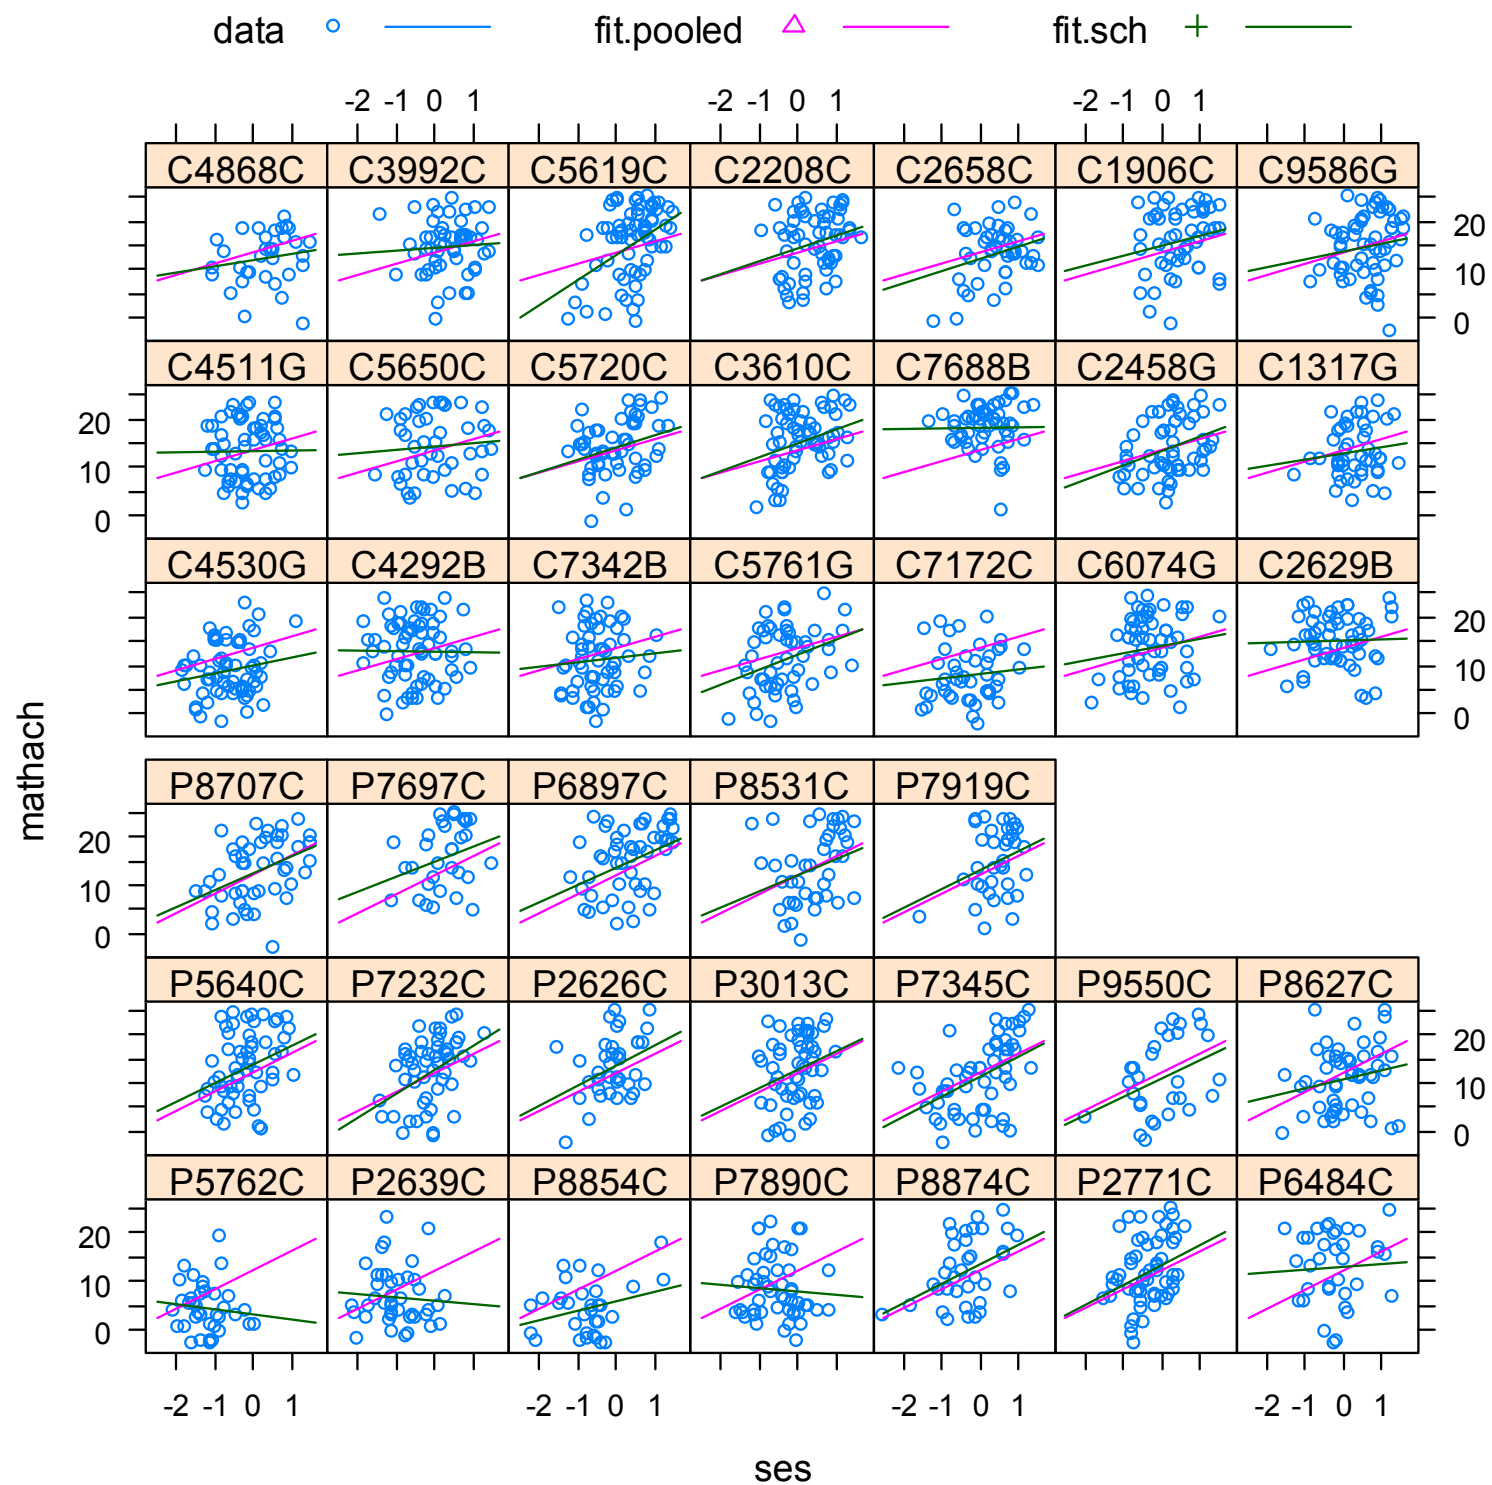 data fit.pooled fit.sch
-2 -1 0 1 -2 -1 0 1 -2 -1 0 1
C4868C C3992C C5619C C2208C C2658C C1906C C9586G
20
10
0
C4511G C5650C C5720C C3610C C7688B C2458G C1317G
20
10
0
C4530G C4292B C7342B C5761G C7172C C6074G C2629B
20
10
0
mathach
P8707C P7697C P6897C P8531C P7919C
20
10
0
P5640C P7232C P2626C P3013C P7345C P9550C P8627C
20
10
0
P5762C P2639C P8854C P7890C P8874C P2771C P6484C
20
10
0
-2 -1 0 1 -2 -1 0 1 -2 -1 0 1 -2 -1 0 1
ses